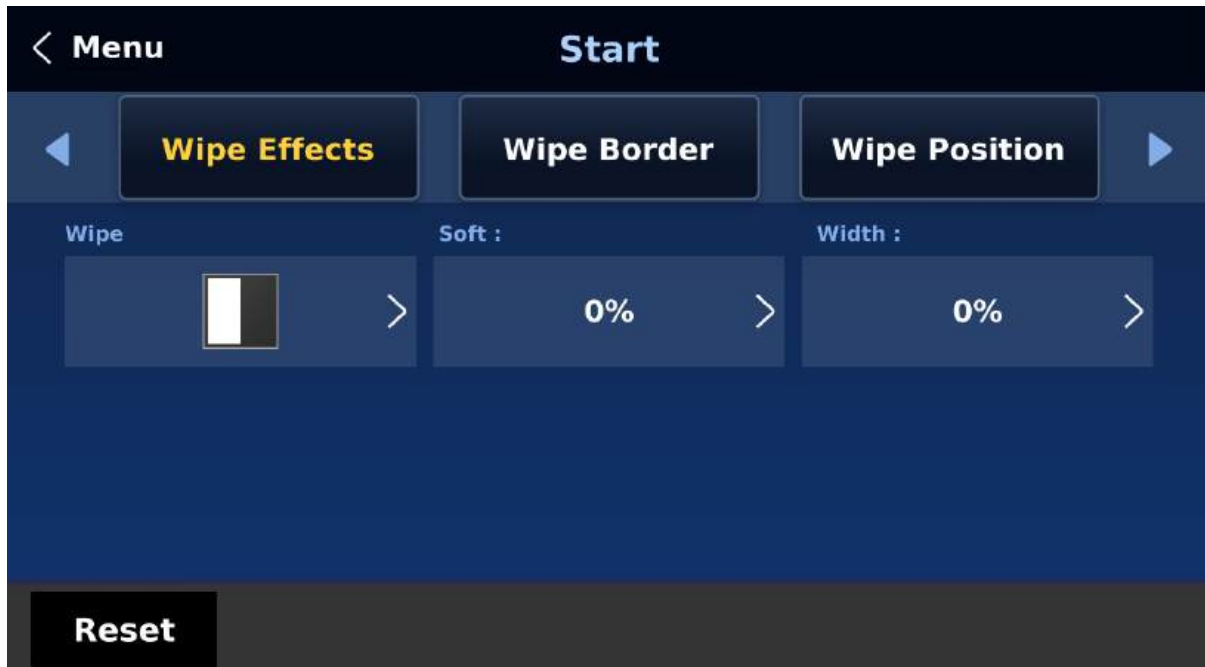 Menu
Start
Wipe Effects
Wipe Border
Wipe Position
Wipe
Soft :
Width :
0%
0%
Reset